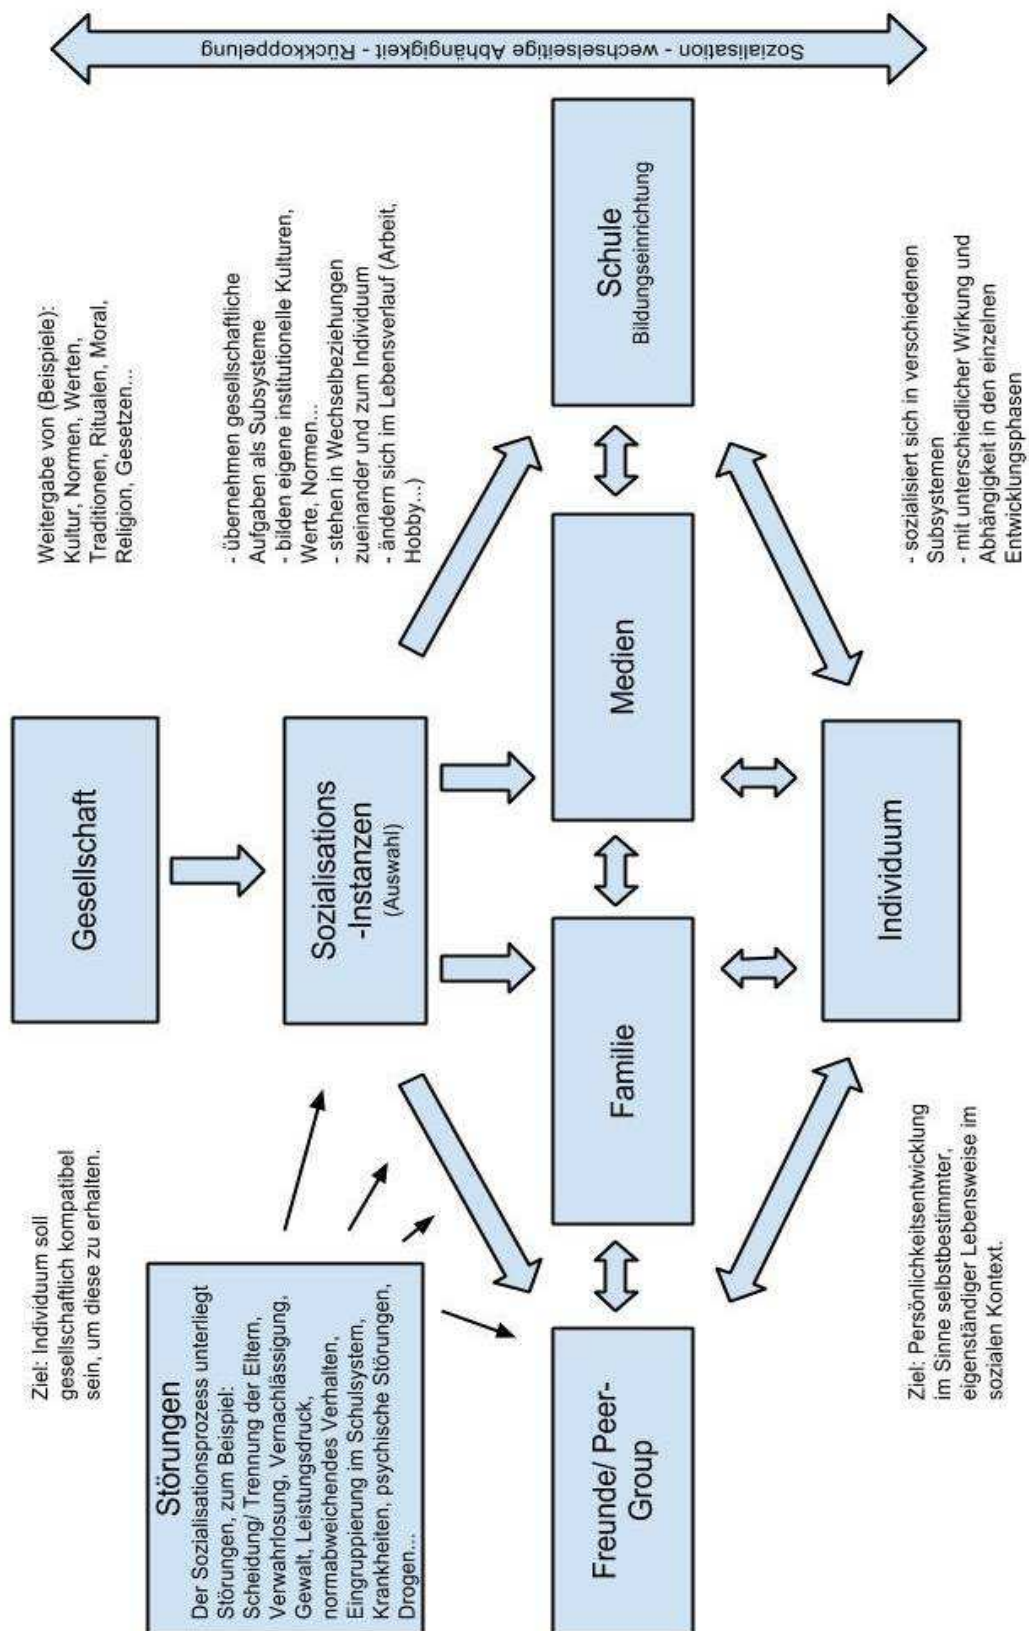 Ziel: Individuum soll
gesellschaftlich kompatibel
sein, um diese zu erhalten.
Gesellschaft
Weitergabe von (Beispiele):
Kultur, Normen, Werten,
Traditionen, Ritualen, Moral,
Religion, Gesetzen...
Störungen
Der Sozialisationsprozess unterliegt
Störungen, zum Beispiel:
Scheidung/ Trennung der Eltern,
Verwahrlosung, Vernachlässigung,
Gewalt, Leistungsdruck,
normabweichendes Verhalten,
Eingruppierung im Schulsystem,
Krankheiten, psychische Störungen,
Drogen...
Sozialisations
-Instanzen
(Auswahl)
- übernehmen gesellschaftliche
Aufgaben als Subsysteme
- bilden eigene institutionelle Kulturen,
Werte, Normen...
- stehen in Wechselbeziehungen
zueinander und zum Individuum
- ändern sich im Lebensverlauf (Arbeit,
Hobby...)
Freunde/ Peer-
Group
Familie
Medien
Schule
Bildungseinrichtung
Ziel: Persönlichkeitsentwicklung
im Sinne selbstbestimmter,
eigenständiger Lebensweise im
sozialen Kontext.
Individuum
- sozialisiert sich in verschiedenen
Subsystemen
- mit unterschiedlicher Wirkung und
Abhängigkeit in den einzelnen
Entwicklungsphasen
Sozialisation - wechselseitige Abhängigkeit - Rückkoppelung